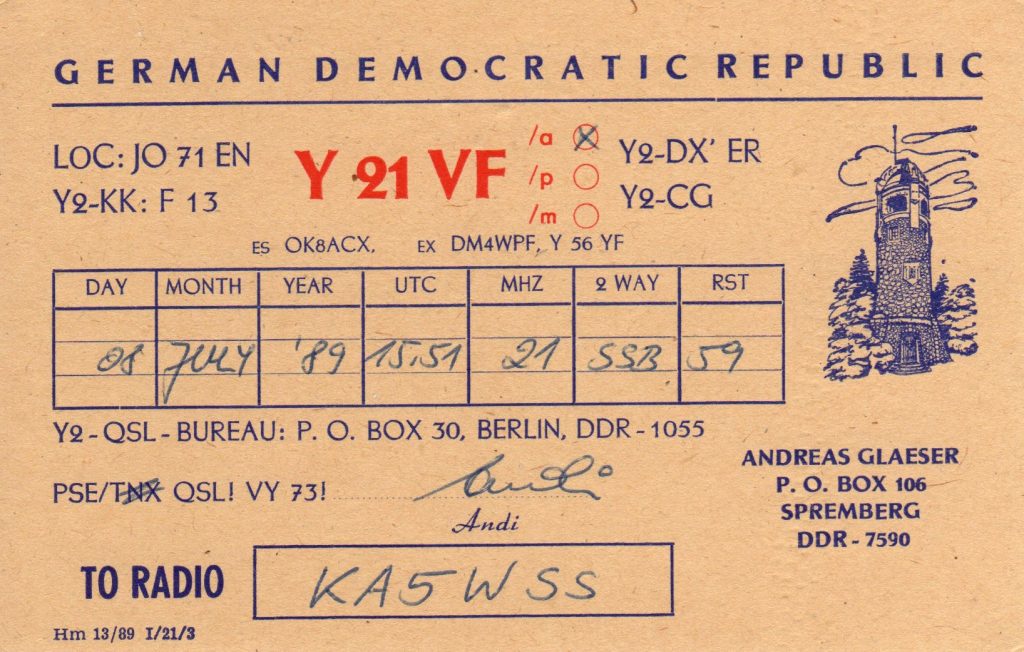 GERMAN DEMOCRATIC REPUBLIC
LOC: JO 71 EN
Y2-KK: F 13
Y 21 VF
/a
/p
/m
Y2-DX' ER
Y2-CG
ES OK8ACX, EX DM4WPF, Y 56 YF
DAY MONTH YEAR UTC MHZ 2 WAY RST
08 JULY '89 15.51 21 SSB 59
Y2-QSL-BUREAU: P. O. BOX 30, BERLIN, DDR-1055
PSE/TNX QSL! VY 73! Andi
Andi
ANDREAS GLAESER
P. O. BOX 106
SPREMBERG
DDR - 7590
TO RADIO KA5WSS
Hm 13/89 I/21/3